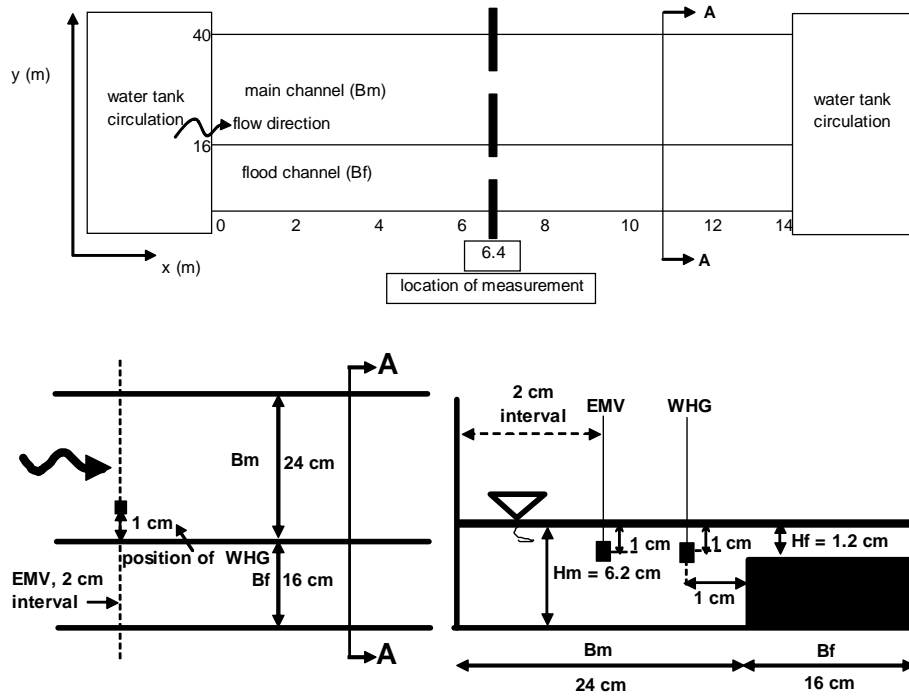 A
40
y (m)
main channel (Bm)
water tank
circulation
flow direction
water tank
circulation
16
flood channel (Bf)
0 2 4 6 8 10 12 14
6.4
A
x (m)
location of measurement
A
Bm
24 cm
1 cm
position of WHG
Bf
16 cm
EMV, 2 cm
interval
A
2 cm
interval
EMV
WHG
1 cm
1 cm
Hf = 1.2 cm
Hm = 6.2 cm
1 cm
Bm
Bf
24 cm
16 cm